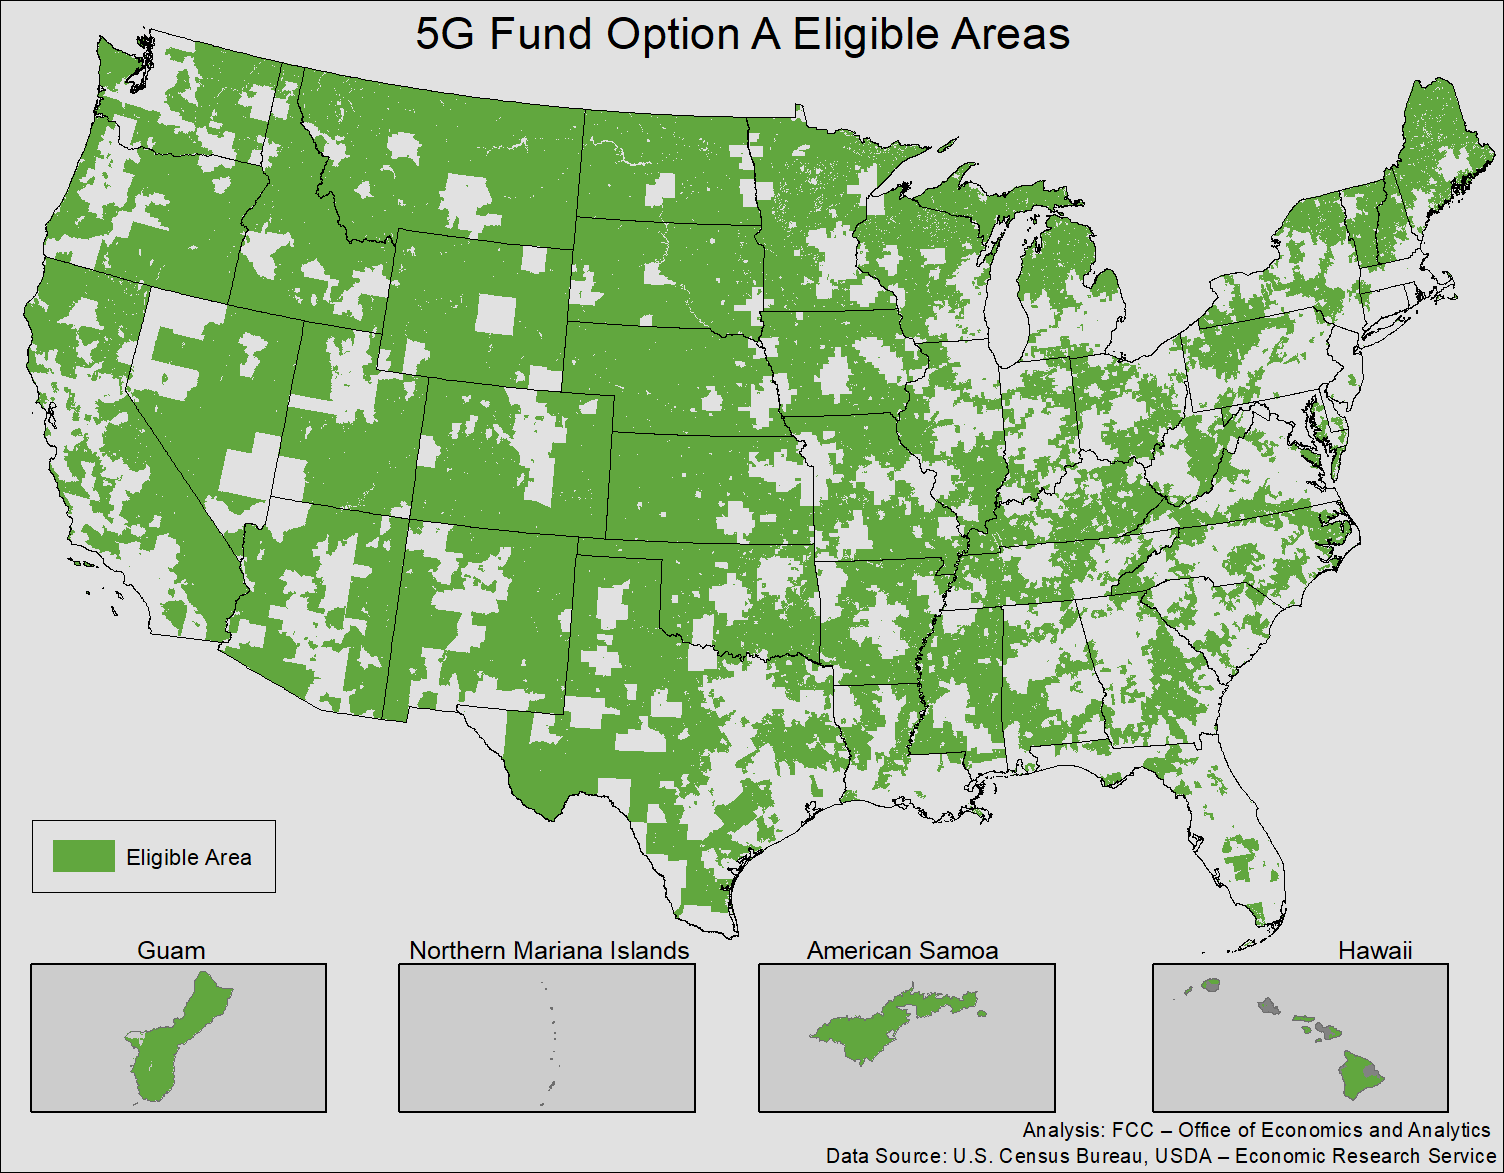 5G Fund Option A Eligible Areas
Eligible Area
Guam
Northern Mariana Islands
American Samoa
Hawaii
Analysis: FCC – Office of Economics and Analytics
Data Source: U.S. Census Bureau, USDA – Economic Research Service